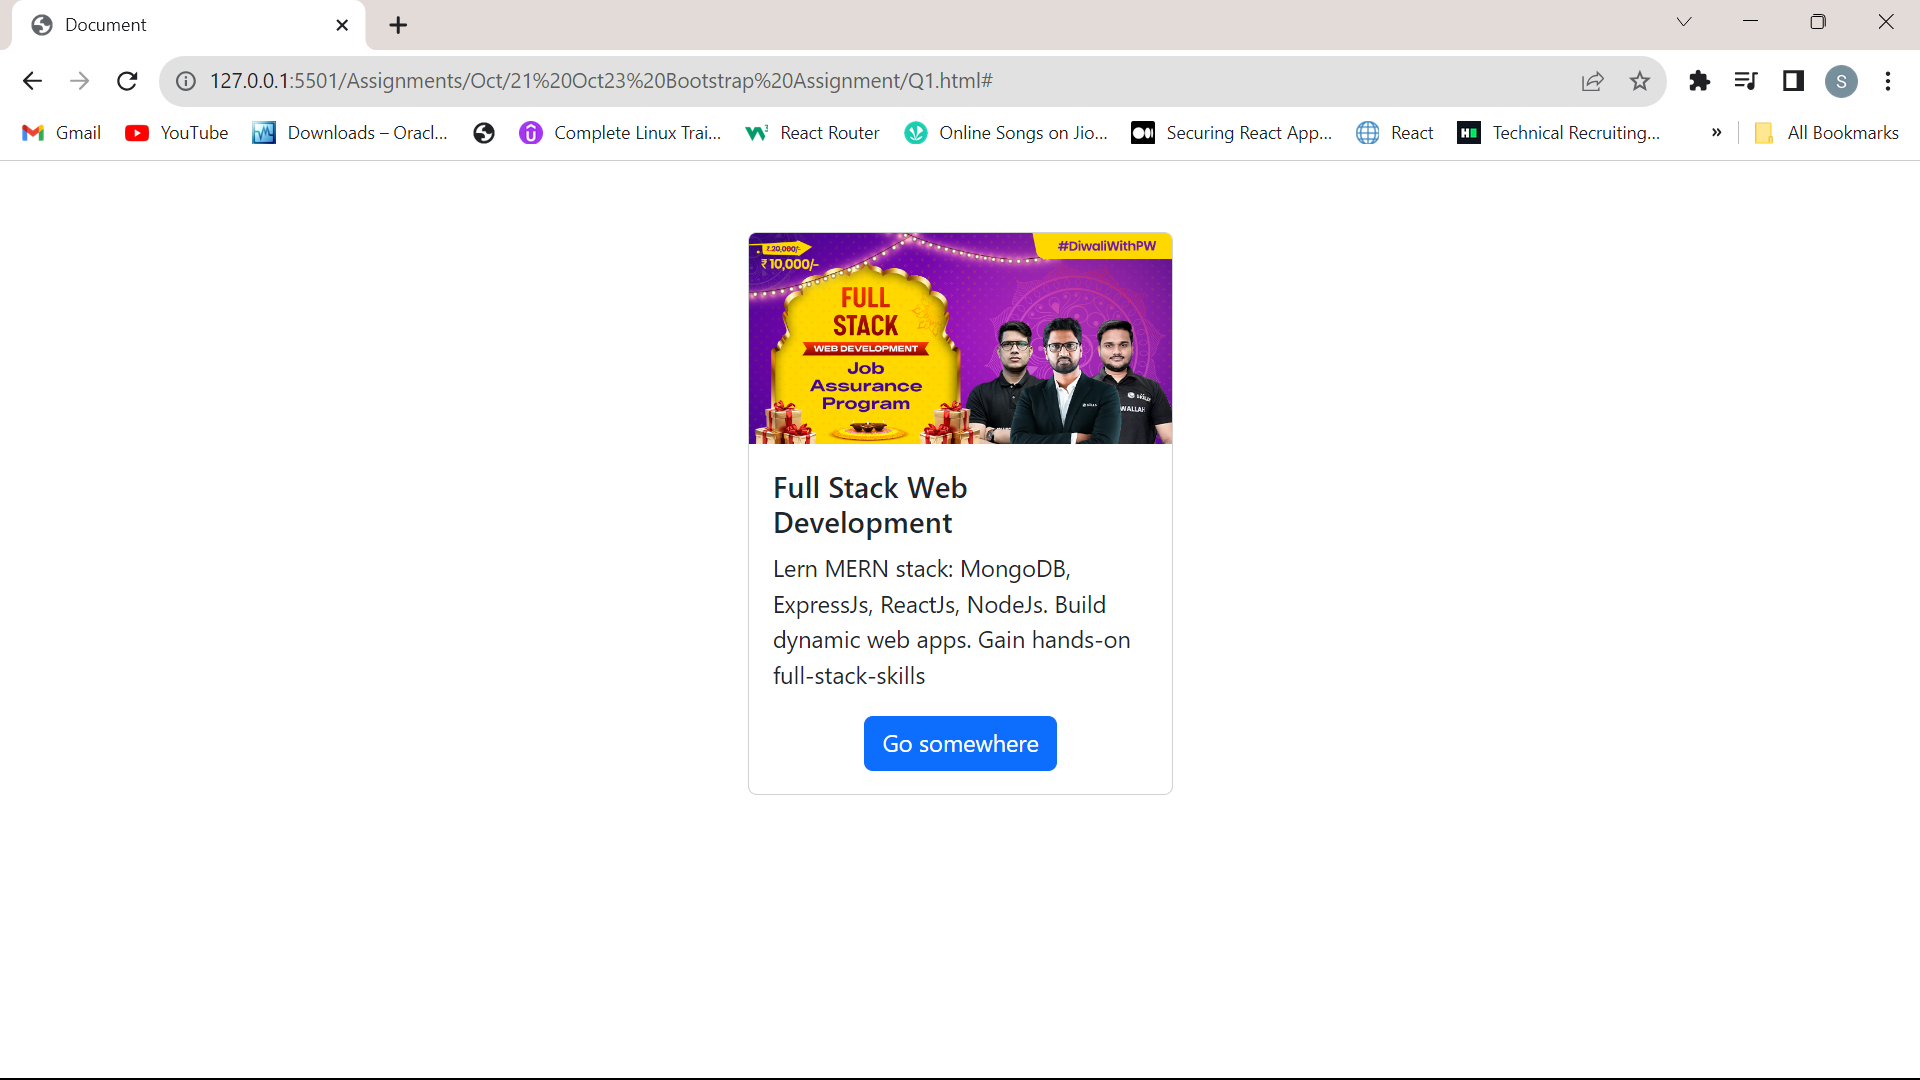 Document
127.0.0.1:5501/Assignments/Oct/21%20Oct23%20Bootstrap%20Assignment/Q1.html#
S
Gmail
YouTube
Downloads – Oracl...
Complete Linux Trai...
React Router
Online Songs on Jio...
Securing React App...
React
Technical Recruiting...
»
All Bookmarks
₹ 20,000/-
₹ 10,000/-
#DiwaliWithPW
FULL
STACK
WEB DEVELOPMENT
Job
Assurance
Program
WALLAH
Full Stack Web
Development
Lern MERN stack: MongoDB,
ExpressJs, ReactJs, NodeJs. Build
dynamic web apps. Gain hands-on
full-stack-skills
Go somewhere